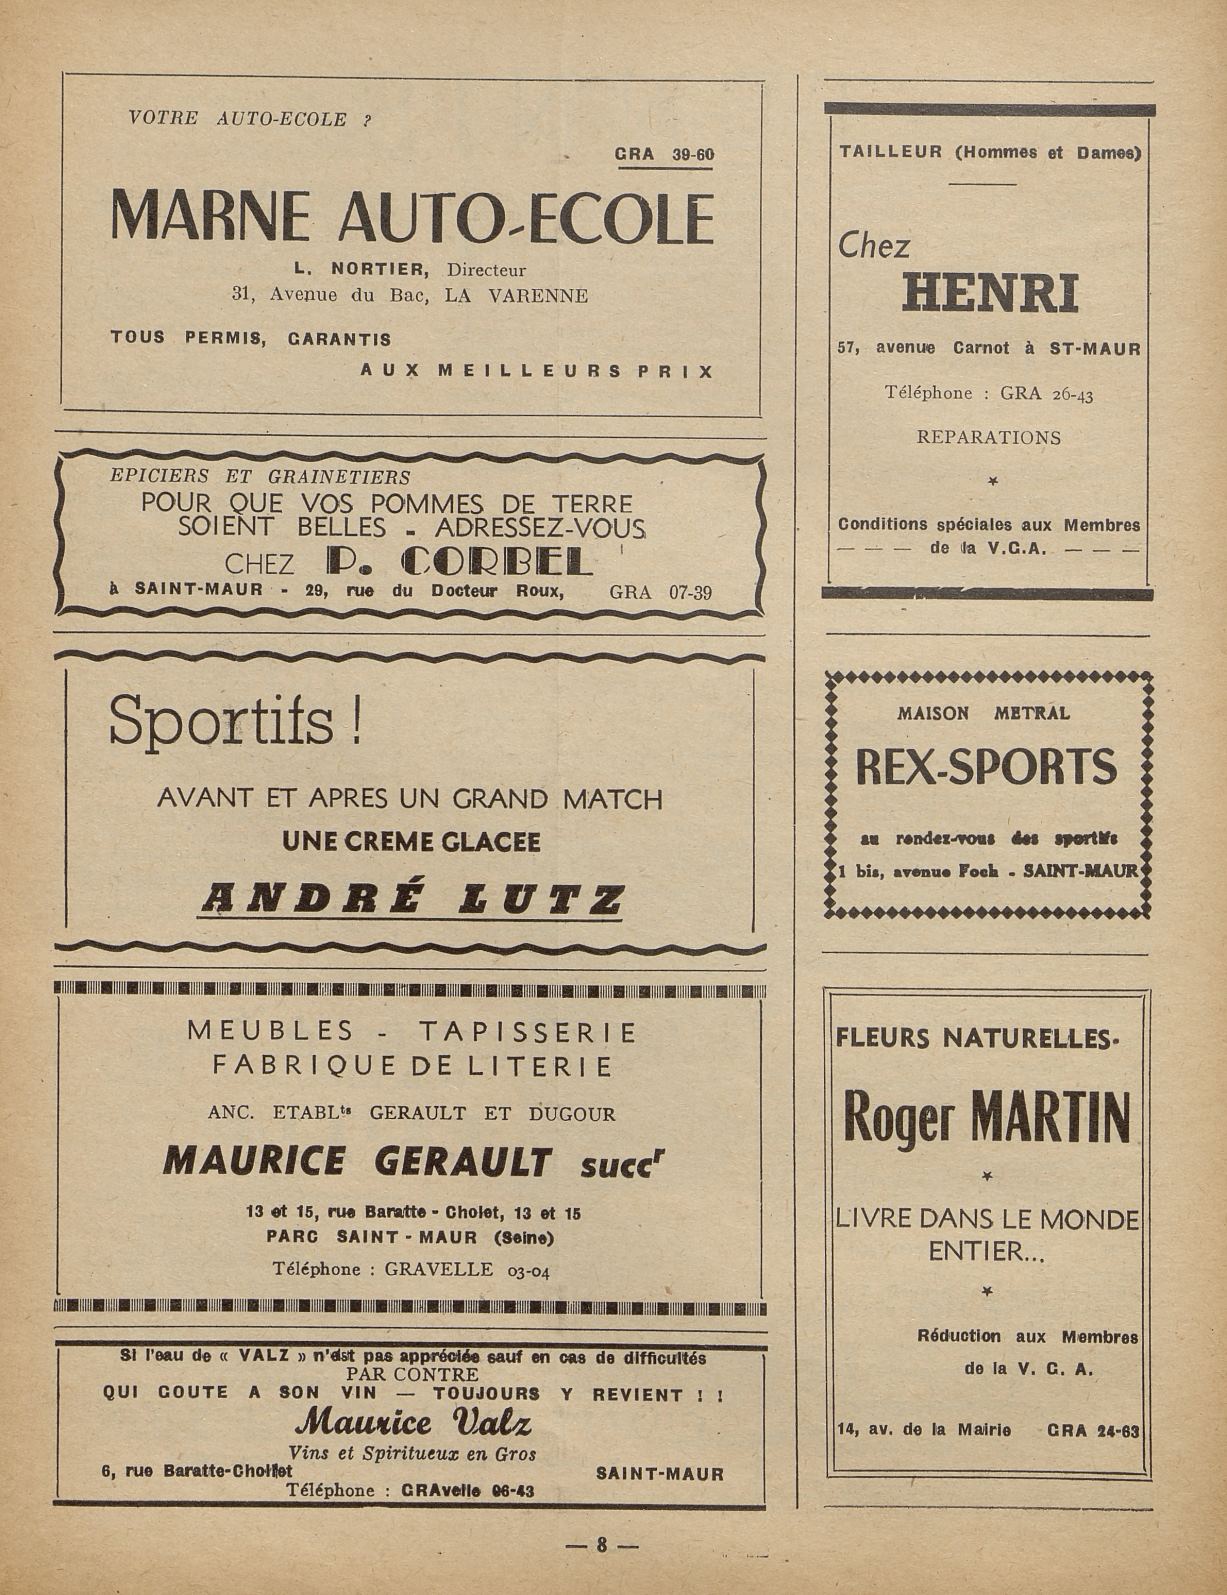 VOTRE AUTO-ECOLE ?
GRA 39-60
MARNE AUTO-ECOLE
L. NORTIER, Directeur
31, Avenue du Bac, LA VARENNE
TOUS PERMIS, GARANTIS
AUX MEILLEURS PRIX
EPICIERS ET GRAINETIERS
POUR QUE VOS POMMES DE TERRE
SOIENT BELLES - ADRESSEZ-VOUS
CHEZ P. CORBEL
à SAINT-MAUR - 29, rue du Docteur Roux, GRA 07-39
Sportifs !
AVANT ET APRES UN GRAND MATCH
UNE CREME GLACEE
ANDRÉ LUTZ
MEUBLES - TAPISSERIE
FABRIQUE DE LITERIE
ANC. ETABLts GERAULT ET DUGOUR
MAURICE GERAULT succr
13 et 15, rue Baratte - Cholet, 13 et 15
PARC SAINT - MAUR (Seine)
Téléphone : GRAVELLE 03-04
Si l'eau de « VALZ » n'est pas appréciée sauf en cas de difficultés
PAR CONTRE
QUI GOUTE A SON VIN — TOUJOURS Y REVIENT ! !
Maurice Valz
Vins et Spiritueux en Gros
6, rue Baratte-Chollet SAINT-MAUR
Téléphone : GRAvelle 06-43
TAILLEUR (Hommes et Dames)
Chez
HENRI
57, avenue Carnot à ST-MAUR
Téléphone : GRA 26-43
REPARATIONS
Conditions spéciales aux Membres
— — — de la V.G.A. — — —
MAISON METRAL
REX-SPORTS
au rendez-vous des sportifs
1 bis, avenue Foch - SAINT-MAUR
FLEURS NATURELLES-
Roger MARTIN
LIVRE DANS LE MONDE
ENTIER...
Réduction aux Membres
de la V. G. A.
14, av. de la Mairie GRA 24-63
— 8 —